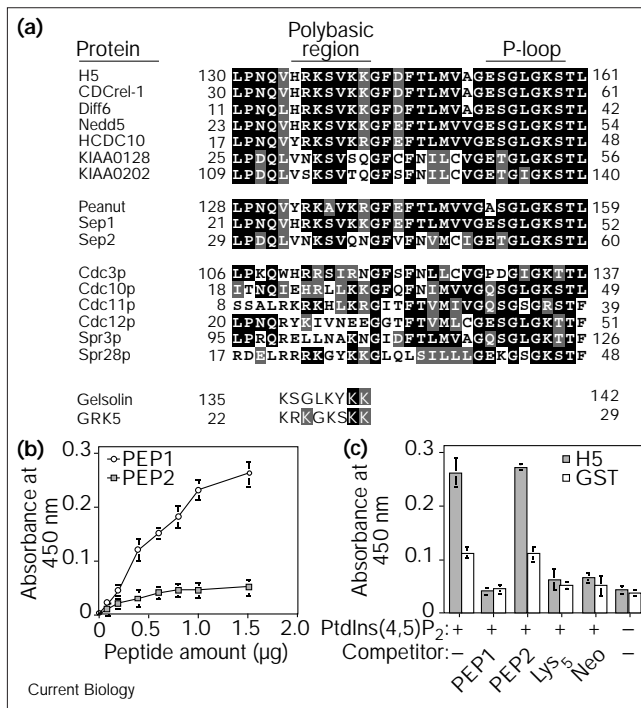 (a)
Protein Polybasic region P-loop
H5 130 LPNQVHRKSVKKGFDFTLMVAGESGLGKSTL 161
CDCrel-1 30 LPNQVHRKSVKKGFDFTLMVAGESGLGKSTL 61
Diff6 11 LPNQVHRKSVKKGFDFTLMVAGESGLGKSTL 42
Nedd5 23 LPNQVHRKSVKKGFEFTLMVVGESGLGKSTL 54
HCDC10 17 LPNQVYRKSVKRGFEFTLMVVGESGLGKSTL 48
KIAA0128 25 LPDQLVNKSVSQGFCFNILCVGETGLGKSTL 56
KIAA0202 109 LPDQLVSKSVTQGFSFNILCVGETGIGKSTL 140
Peanut 128 LPNQVYRKAVKRGFEFTLMVVGASGLGKSTL 159
Sep1 21 LPNQVHRKSVKRGFEFTLMVVGESGLGKSTL 52
Sep2 29 LPDQLVNKSVQNGFVFNVMCIGETGLGKSTL 60
Cdc3p 106 LPKQWHRRSIRNGFSFNLLCVGPDGIGKTTL 137
Cdc10p 18 ITNQIEHRLLKKGFQFNIMVVGQSGLGKSTL 49
Cdc11p 8 SSALRKRKHLKRGITFTVMIVGQSGSGRSTF 39
Cdc12p 20 LPNQRYKIVNEEGGTFTVMLCGESGLGKTTF 51
Spr3p 95 LPRQRELLNAKNGIDFTLMVAGQSGLGKTTF 126
Spr28p 17 RDELRRRKGYKKGLQLSILLLGEKGSGKSTF 48
Gelsolin 135 KSGLKYKK 142
GRK5 22 KRKGKSKK 29
(b)
PEP1
PEP2
Absorbance at 450 nm
0.3
0.2
0.1
0
0 0.5 1.0 1.5 2.0
Peptide amount (µg)
(c)
H5
GST
Absorbance at 450 nm
0.3
0.2
0.1
0
PtdIns(4,5)P2: + + + + + −
Competitor: − PEP1 PEP2 Lys5 Neo −
Current Biology